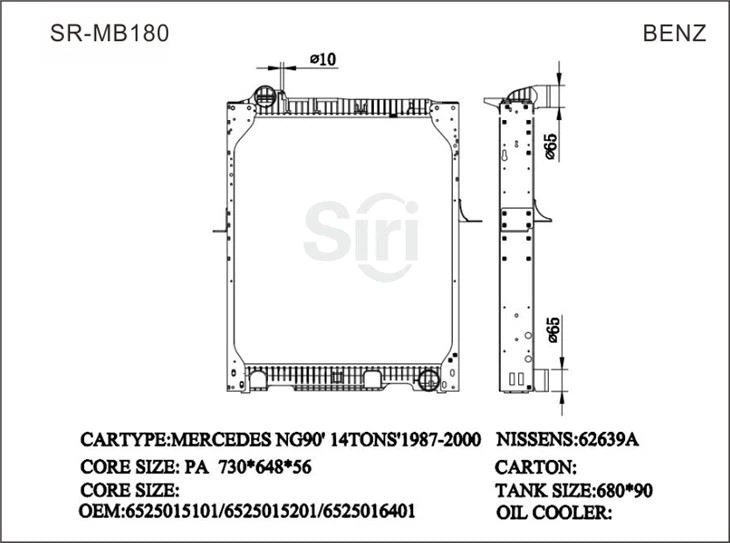 SR-MB180
BENZ
ø10
ø65
Siri
ø65
CARTYPE:MERCEDES NG90' 14TONS'1987-2000 NISSENS:62639A
CORE SIZE: PA 730*648*56 CARTON:
CORE SIZE: TANK SIZE:680*90
OEM:6525015101/6525015201/6525016401 OIL COOLER: